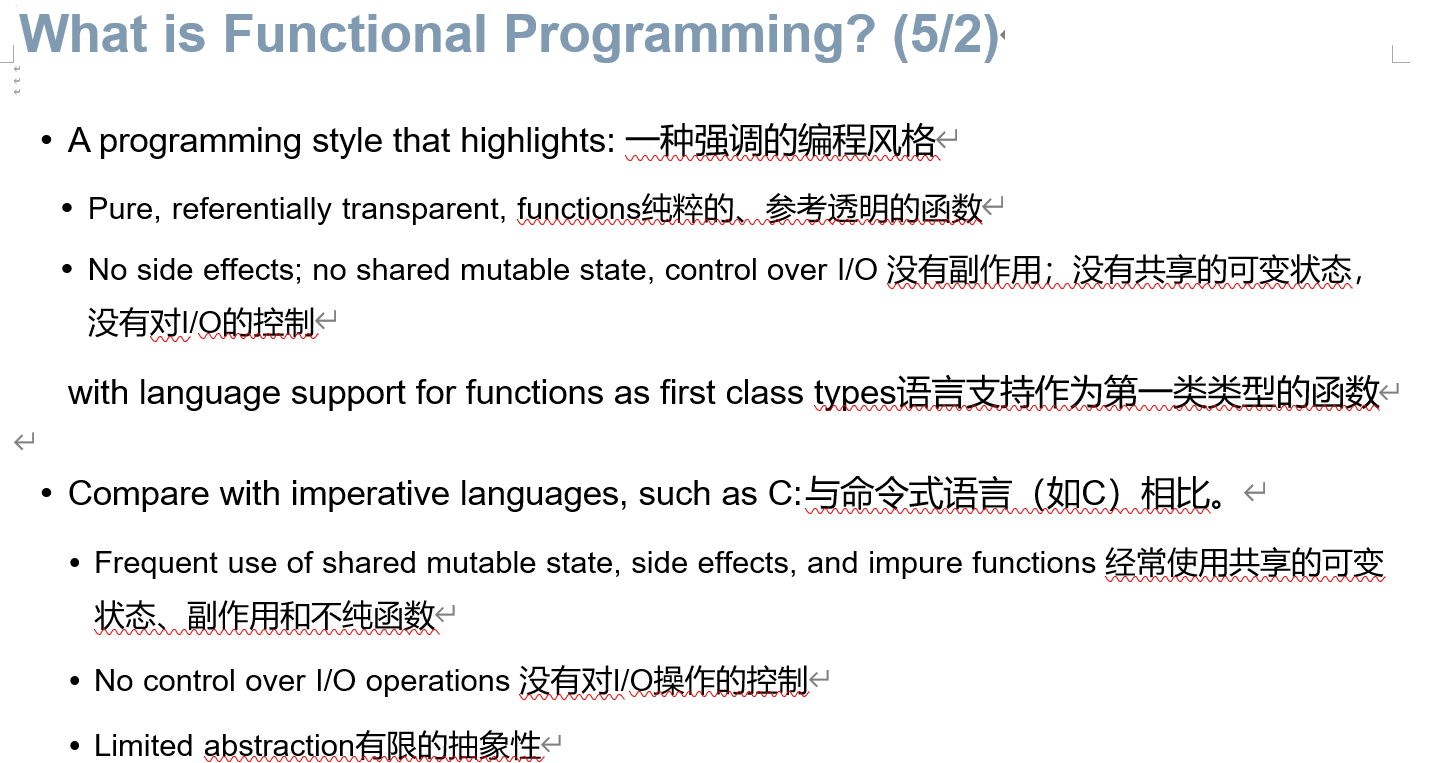 What is Functional Programming? (5/2)
• A programming style that highlights: 一种强调的编程风格
• Pure, referentially transparent, functions纯粹的、参考透明的函数
• No side effects; no shared mutable state, control over I/O 没有副作用；没有共享的可变状态，
没有对I/O的控制
with language support for functions as first class types语言支持作为第一类类型的函数
• Compare with imperative languages, such as C:与命令式语言（如C）相比。
• Frequent use of shared mutable state, side effects, and impure functions 经常使用共享的可变
状态、副作用和不纯函数
• No control over I/O operations 没有对I/O操作的控制
• Limited abstraction有限的抽象性